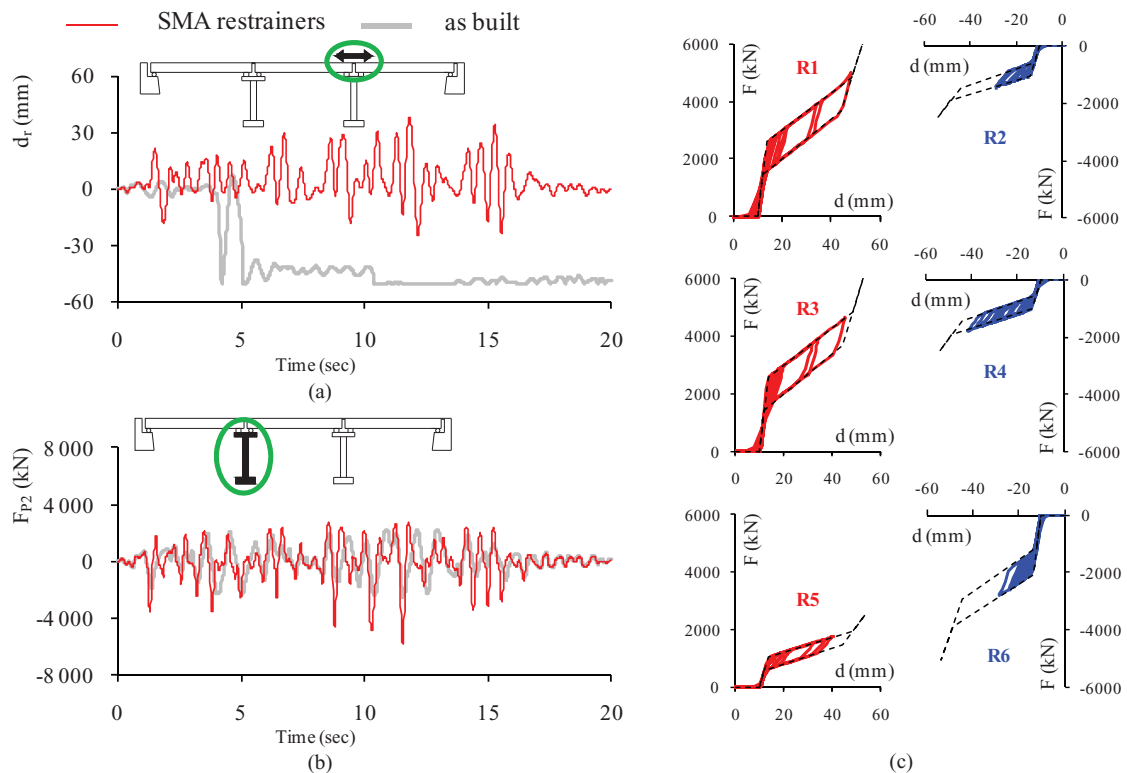 SMA restrainers as built
d_r (mm)
60
30
0
-30
-60
0 5 10 15 20
Time (sec)
(a)
F_P2 (kN)
8 000
4 000
0
-4 000
-8 000
0 5 10 15 20
Time (sec)
(b)
F (kN)
6000
4000
2000
0
R1
d (mm)
0 20 40 60
-60 -40 -20 0
d (mm)
0
-2000
-4000
-6000
R2
F (kN)
F (kN)
6000
4000
2000
0
R3
d (mm)
0 20 40 60
-60 -40 -20 0
d (mm)
0
-2000
-4000
-6000
R4
F (kN)
F (kN)
6000
4000
2000
0
R5
d (mm)
0 20 40 60
-60 -40 -20 0
d (mm)
0
-2000
-4000
-6000
R6
F (kN)
(c)